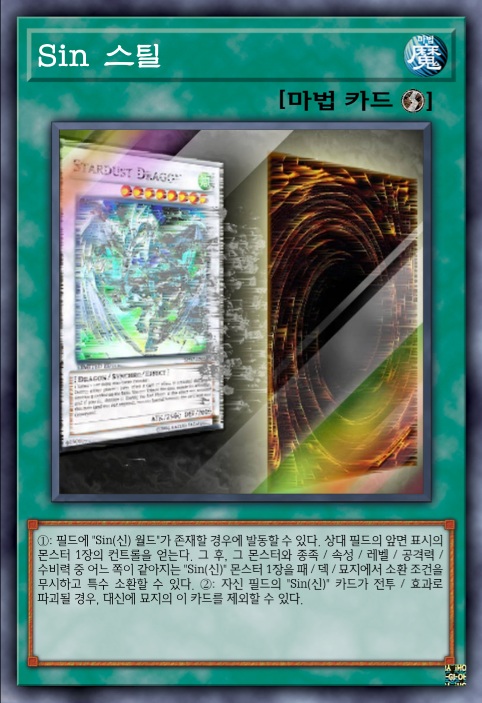 Sin 스틸
마법
魔
[마법 카드 ]
STARDUST DRAGON
[DRAGON / SYNCHRO / EFFECT]
①: 필드에 "Sin(신) 월드"가 존재할 경우에 발동할 수 있다. 상대 필드의 앞면 표시의
몬스터 1장의 컨트롤을 얻는다. 그 후, 그 몬스터와 종족 / 속성 / 레벨 / 공격력 /
수비력 중 어느 쪽이 같아지는 "Sin(신)" 몬스터 1장을 패 / 덱 / 묘지에서 소환 조건을
무시하고 특수 소환할 수 있다. ②: 자신 필드의 "Sin(신)" 카드가 전투 / 효과로
파괴될 경우, 대신에 묘지의 이 카드를 제외할 수 있다.